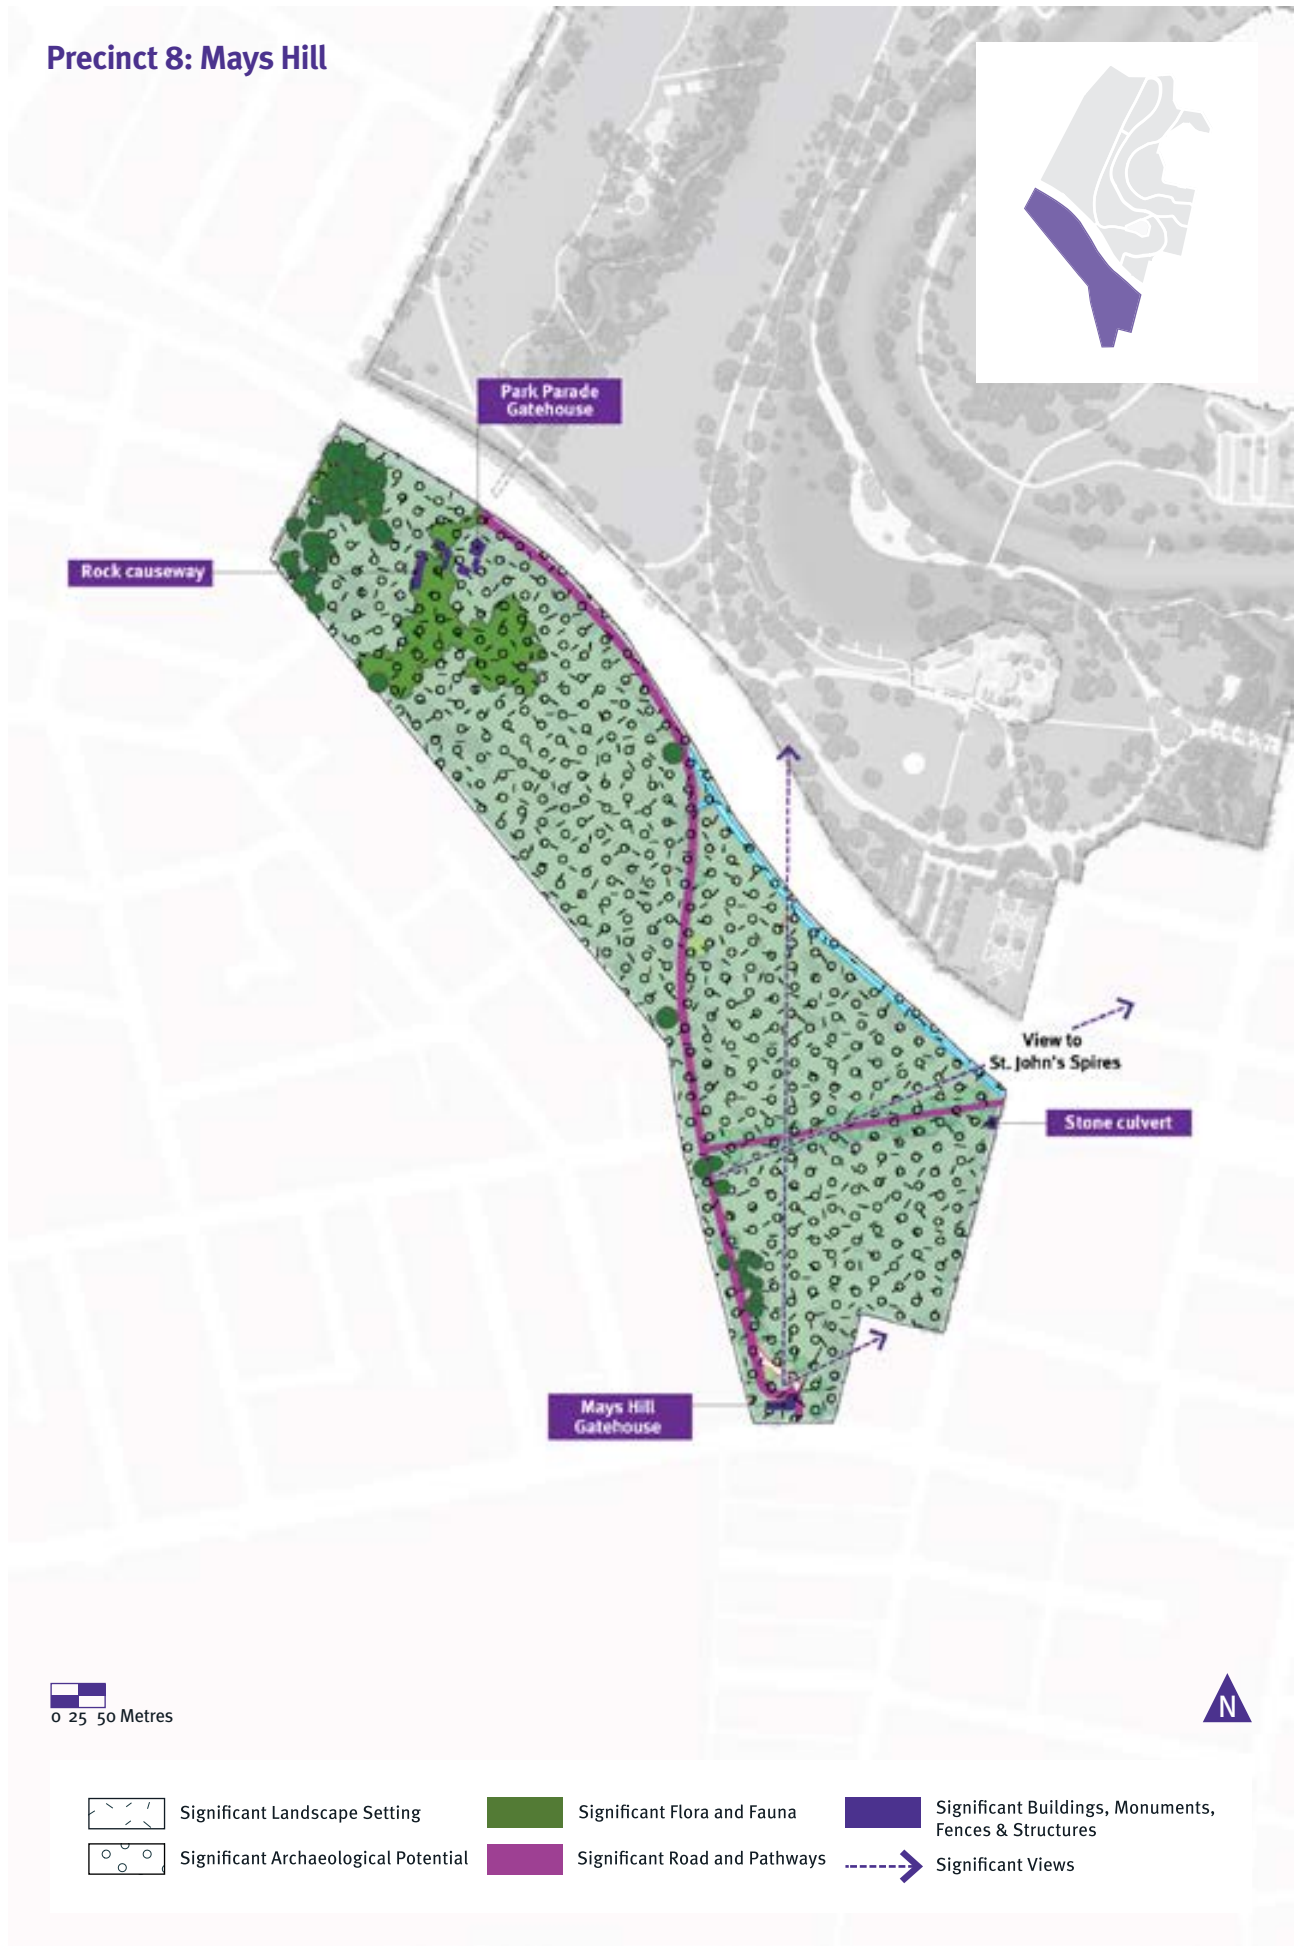 Precinct 8: Mays Hill
Park Parade
Gatehouse
Rock causeway
View to
St. John's Spires
Stone culvert
Mays Hill
Gatehouse
0 25 50 Metres
N
Significant Landscape Setting
Significant Archaeological Potential
Significant Flora and Fauna
Significant Road and Pathways
Significant Buildings, Monuments,
Fences & Structures
Significant Views